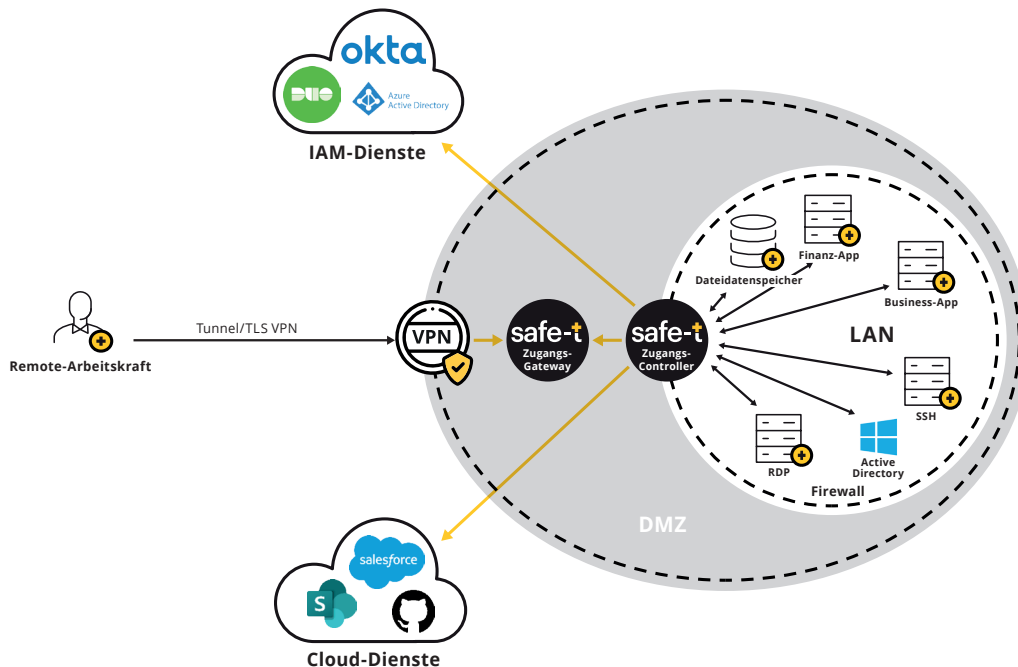 okta
DUO
Azure
Active Directory
IAM-Dienste
Dateidatenspeicher
Finanz-App
Business-App
LAN
Remote-Arbeitskraft
Tunnel/TLS VPN
VPN
safe-t
Zugangs-
Gateway
safe-t
Zugangs-
Controller
SSH
RDP
Active
Directory
Firewall
DMZ
salesforce
S
Cloud-Dienste